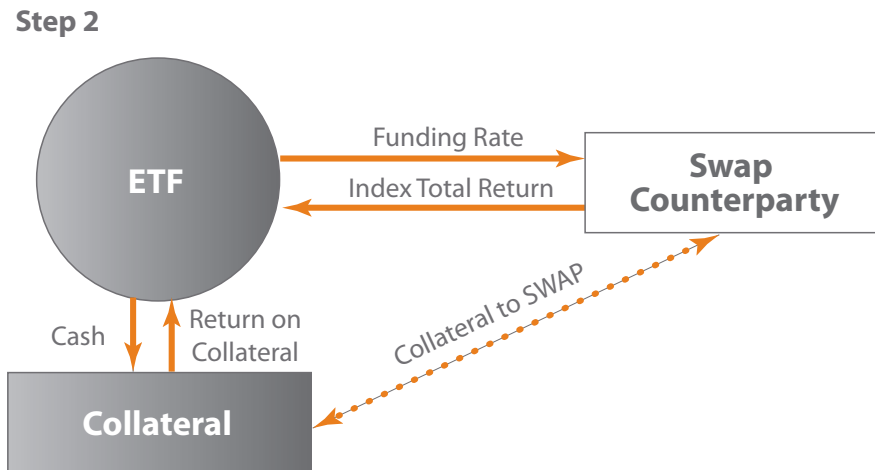 Step 2
Funding Rate
ETF
Index Total Return
Swap
Counterparty
Collateral to SWAP
Cash
Return on
Collateral
Collateral